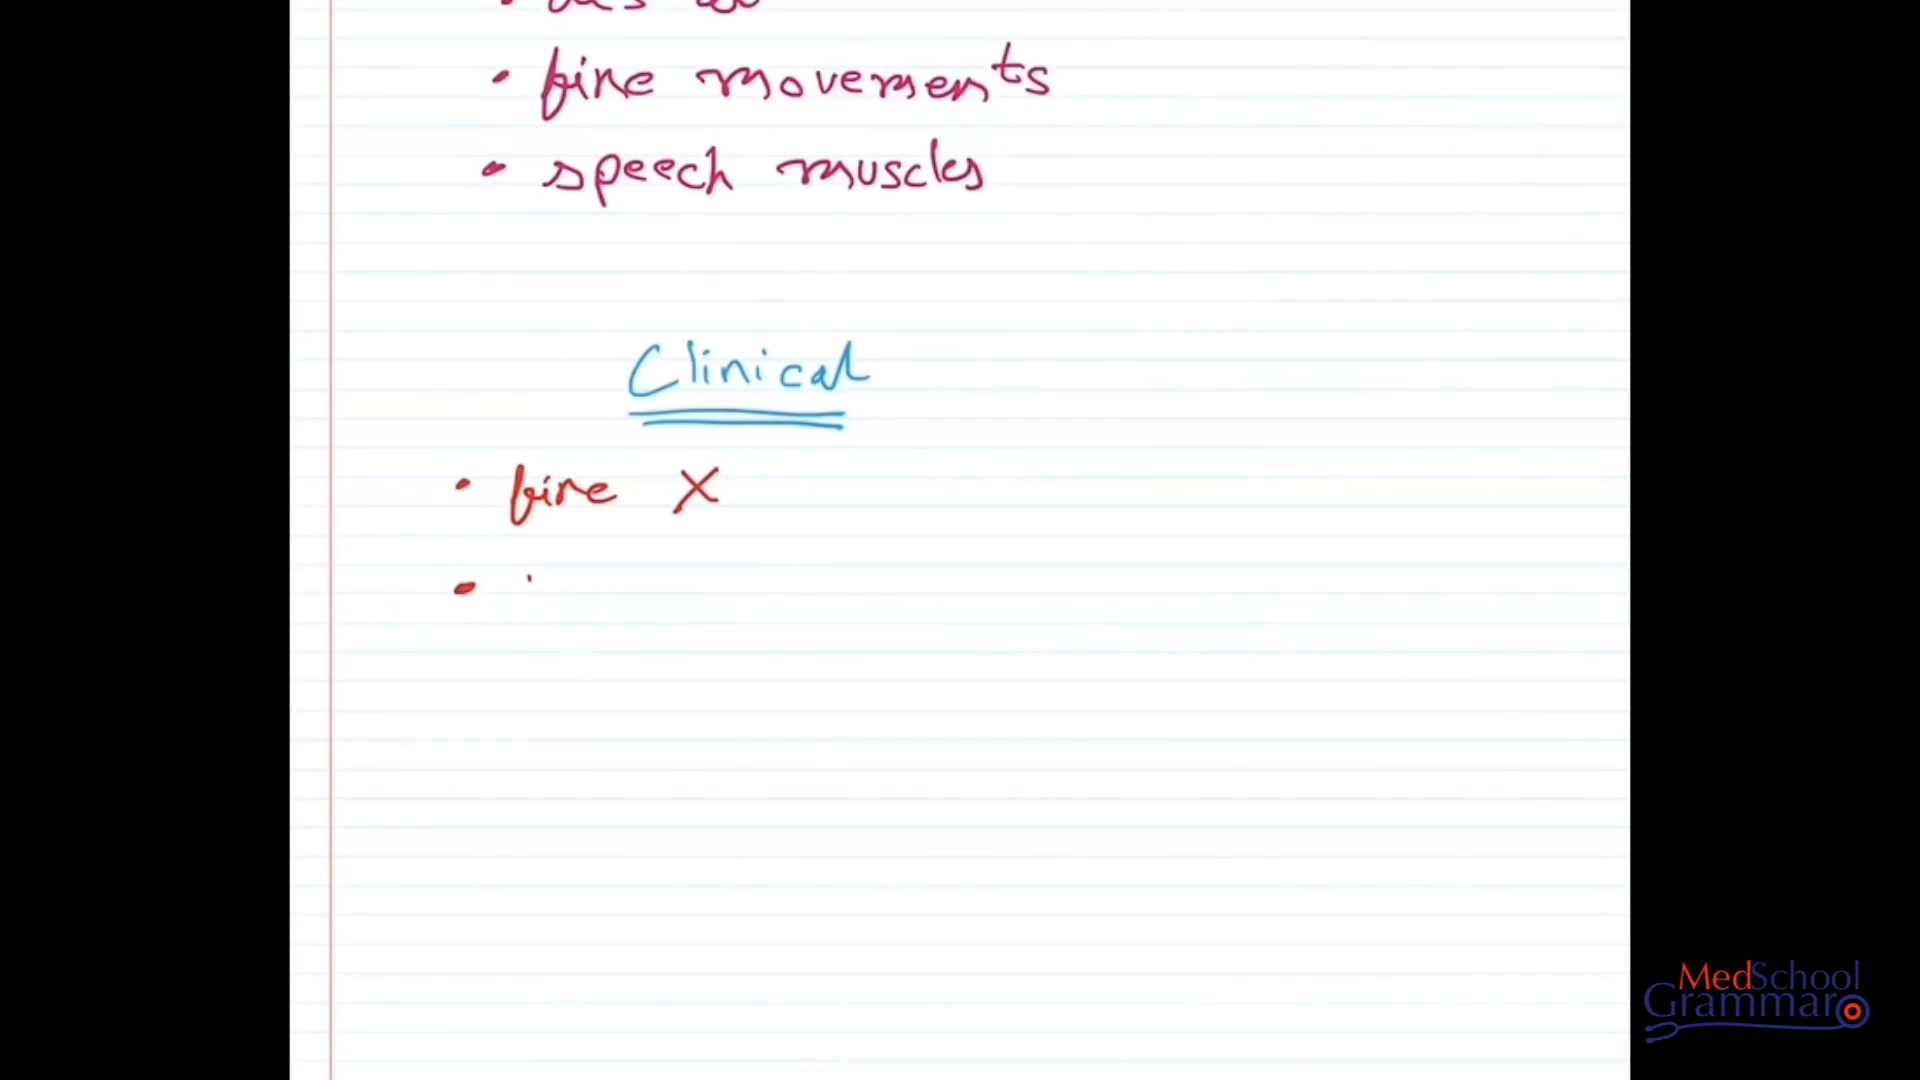 • fine movements
• speech muscles
Clinical
• fine X
•
MedSchool
Grammar